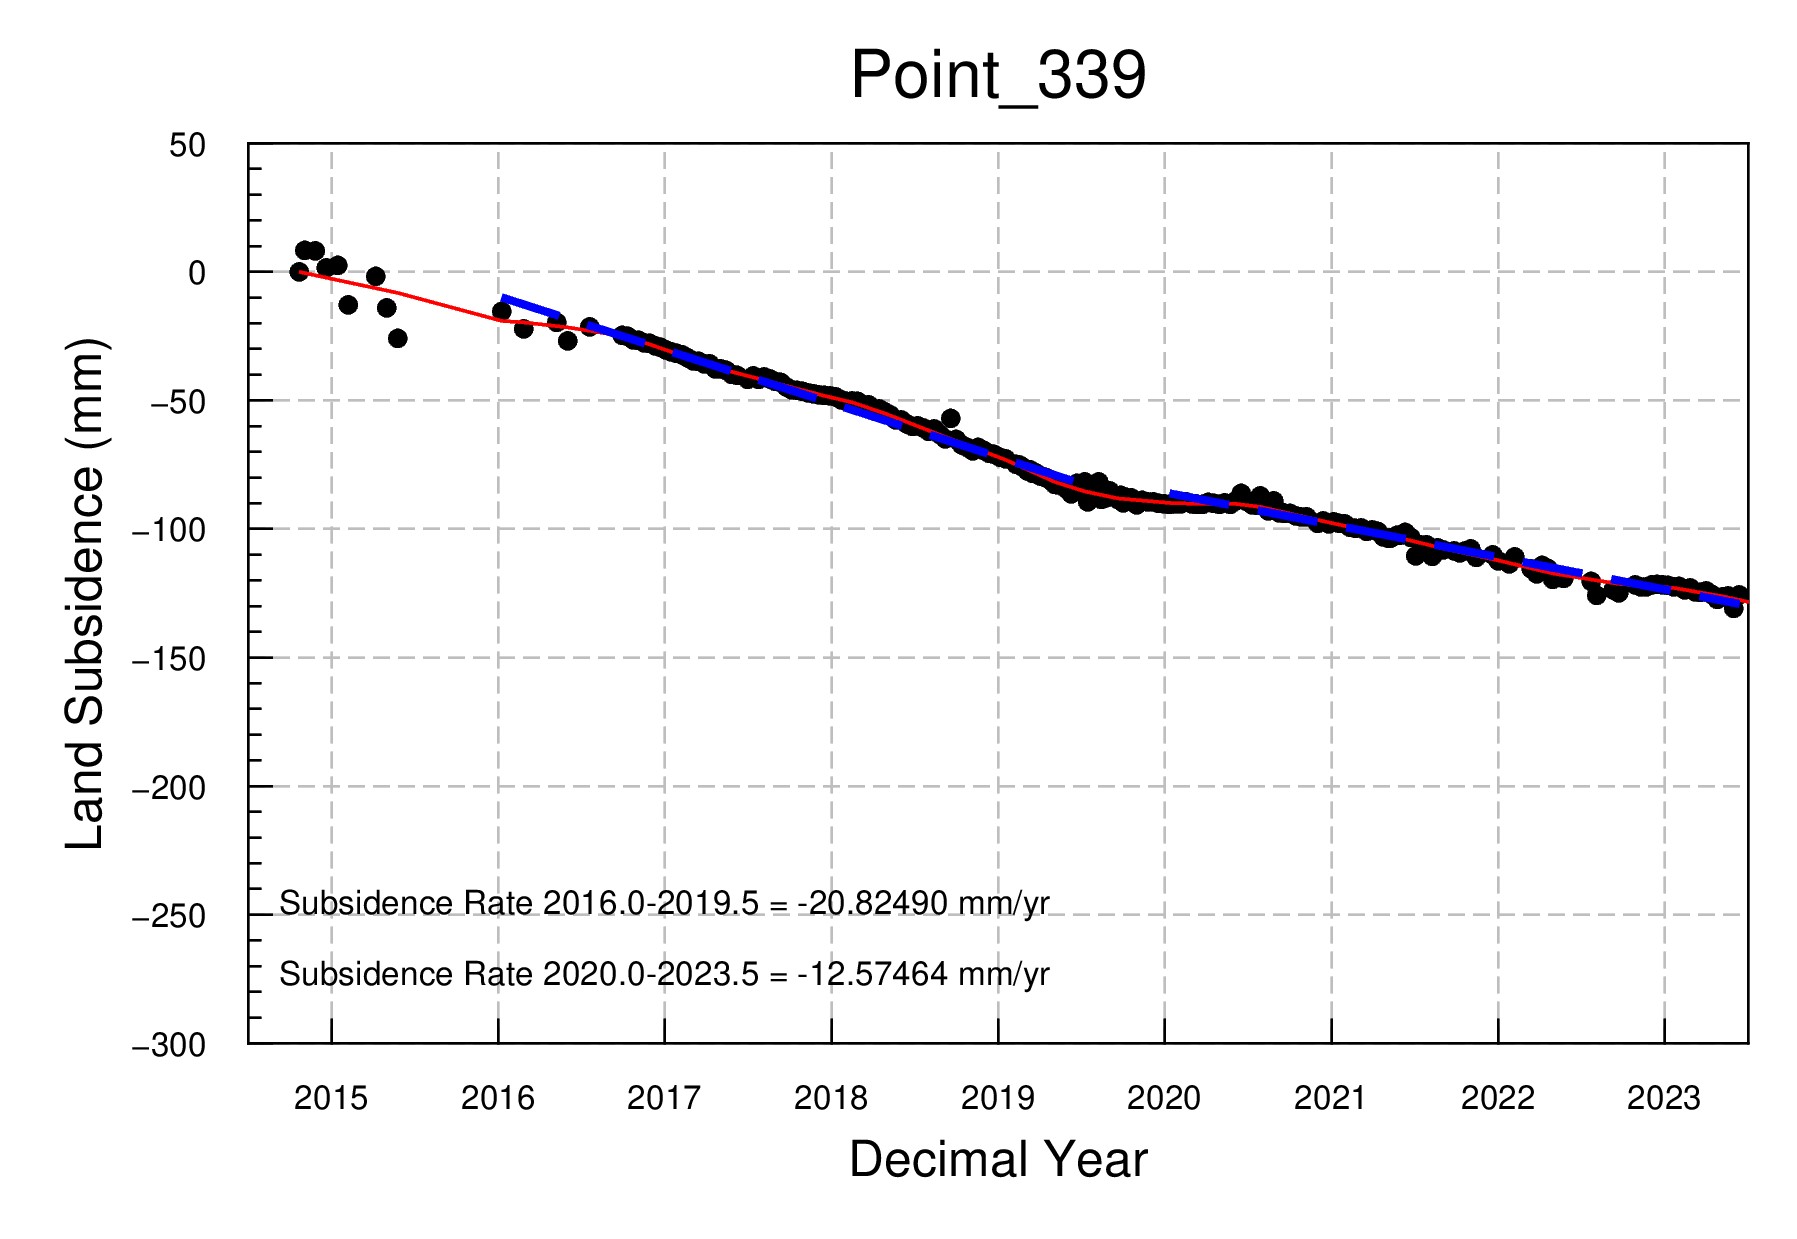 Point_339
50
0
−50
−100
−150
−200
−250
−300
Land Subsidence (mm)
Subsidence Rate 2016.0-2019.5 = -20.82490 mm/yr
Subsidence Rate 2020.0-2023.5 = -12.57464 mm/yr
2015 2016 2017 2018 2019 2020 2021 2022 2023
Decimal Year